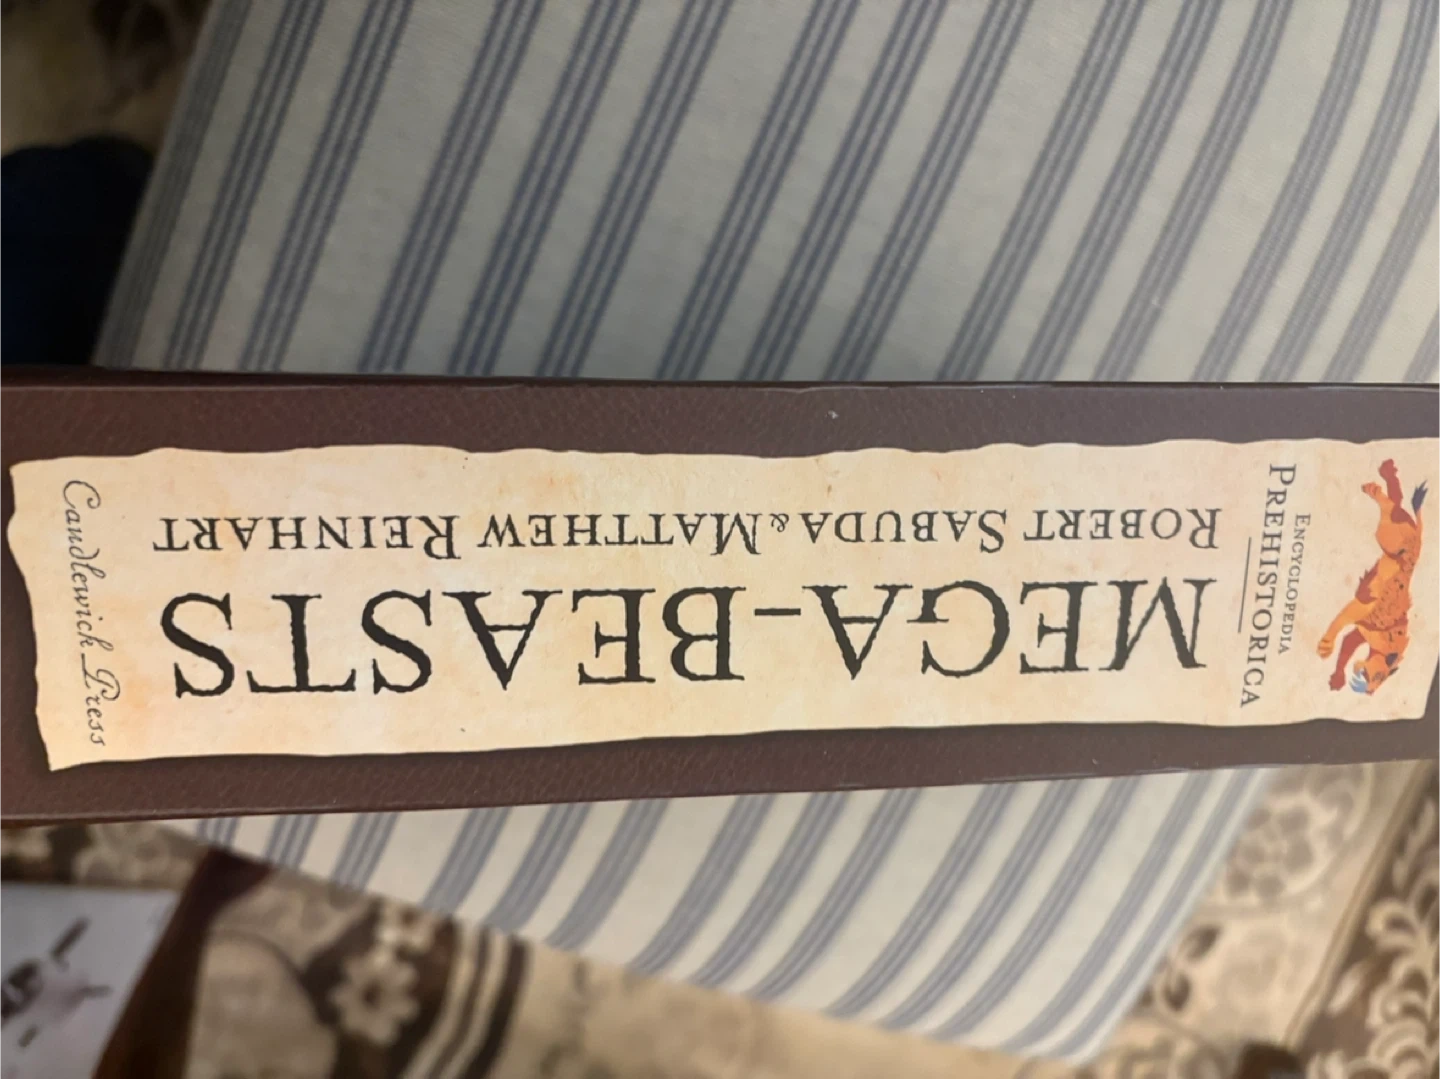 ENCYCLOPEDIA
PREHISTORICA
MEGA-BEASTS
ROBERT SABUDA & MATTHEW REINHART
Candlewick Press